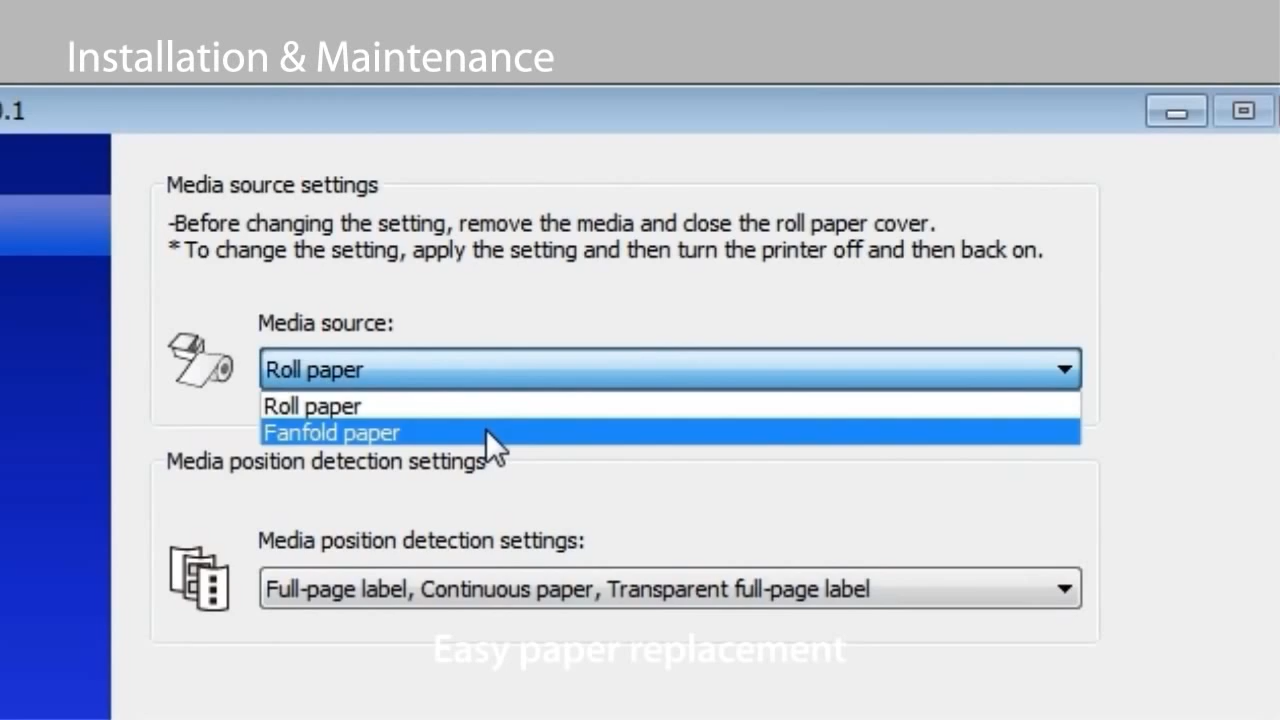 Installation & Maintenance
0.1
Media source settings
-Before changing the setting, remove the media and close the roll paper cover.
* To change the setting, apply the setting and then turn the printer off and then back on.
Media source:
Roll paper
Roll paper
Fanfold paper
Media position detection settings
Media position detection settings:
Full-page label, Continuous paper, Transparent full-page label
Easy paper replacement